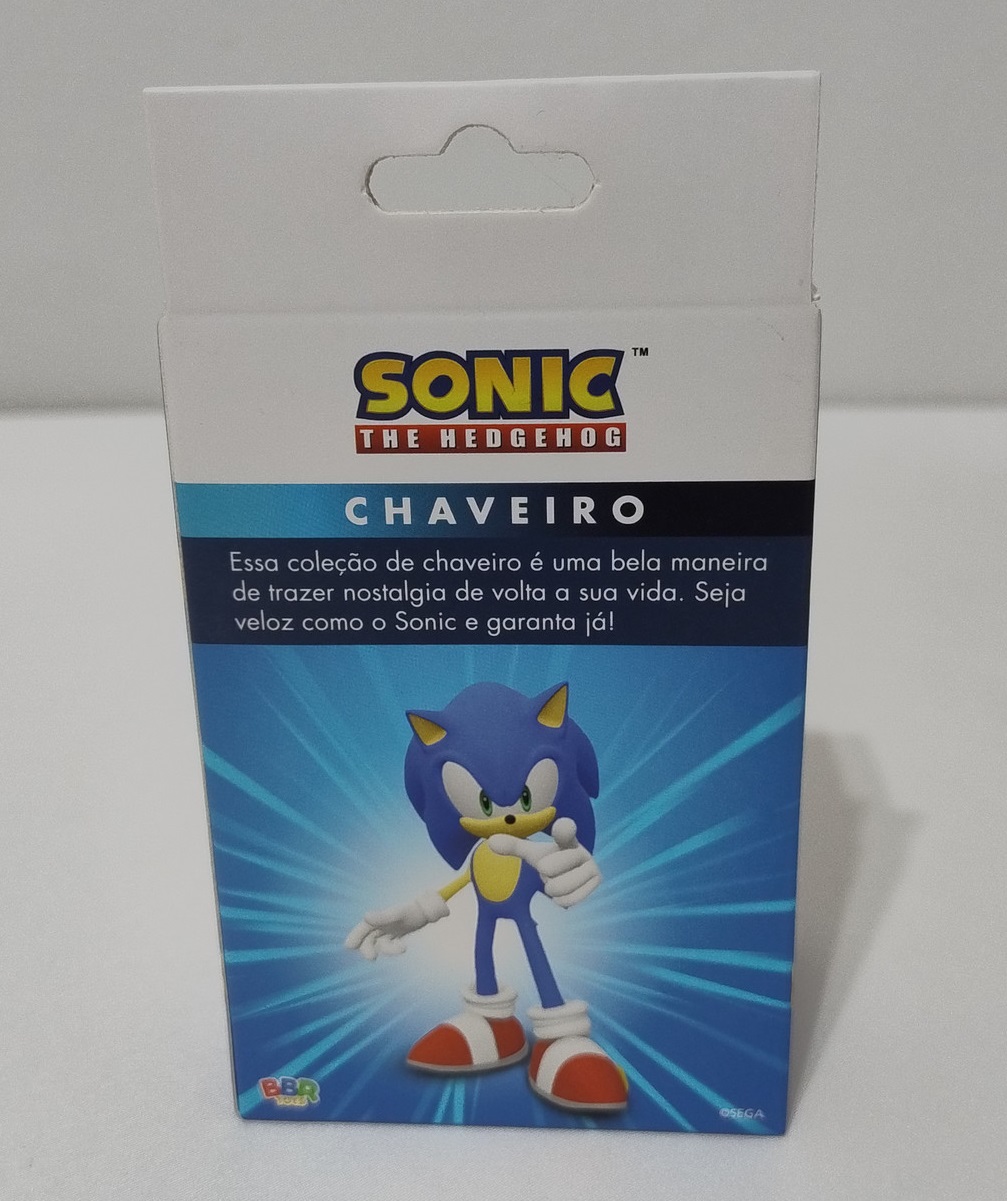 SONIC™
THE HEDGEHOG
CHAVEIRO
Essa coleção de chaveiro é uma bela maneira
de trazer nostalgia de volta a sua vida. Seja
veloz como o Sonic e garanta já!
BBR
TOYS
©SEGA